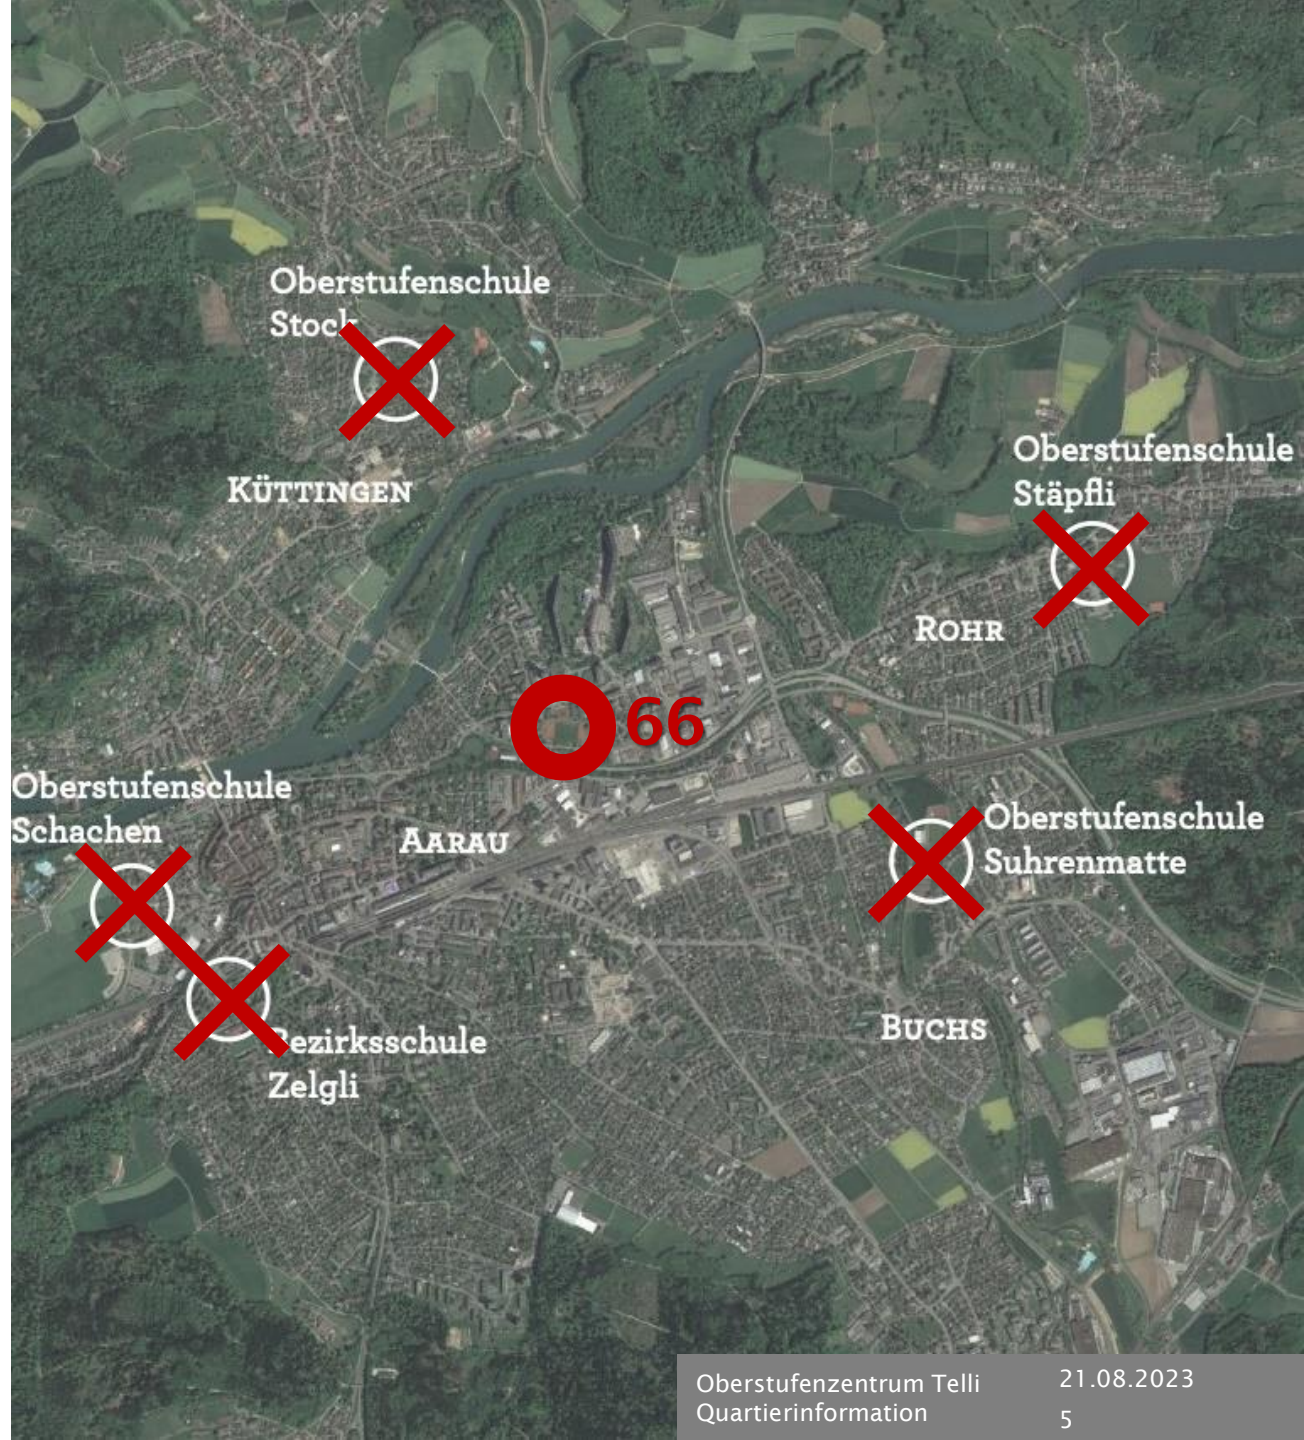 Oberstufenschule
Stock
KÜTTINGEN
Oberstufenschule
Stäpfli
ROHR
66
Oberstufenschule
Schachen
AARAU
Oberstufenschule
Suhrenmatte
BUCHS
Bezirksschule
Zelgli
Oberstufenzentrum Telli
Quartierinformation
21.08.2023
5